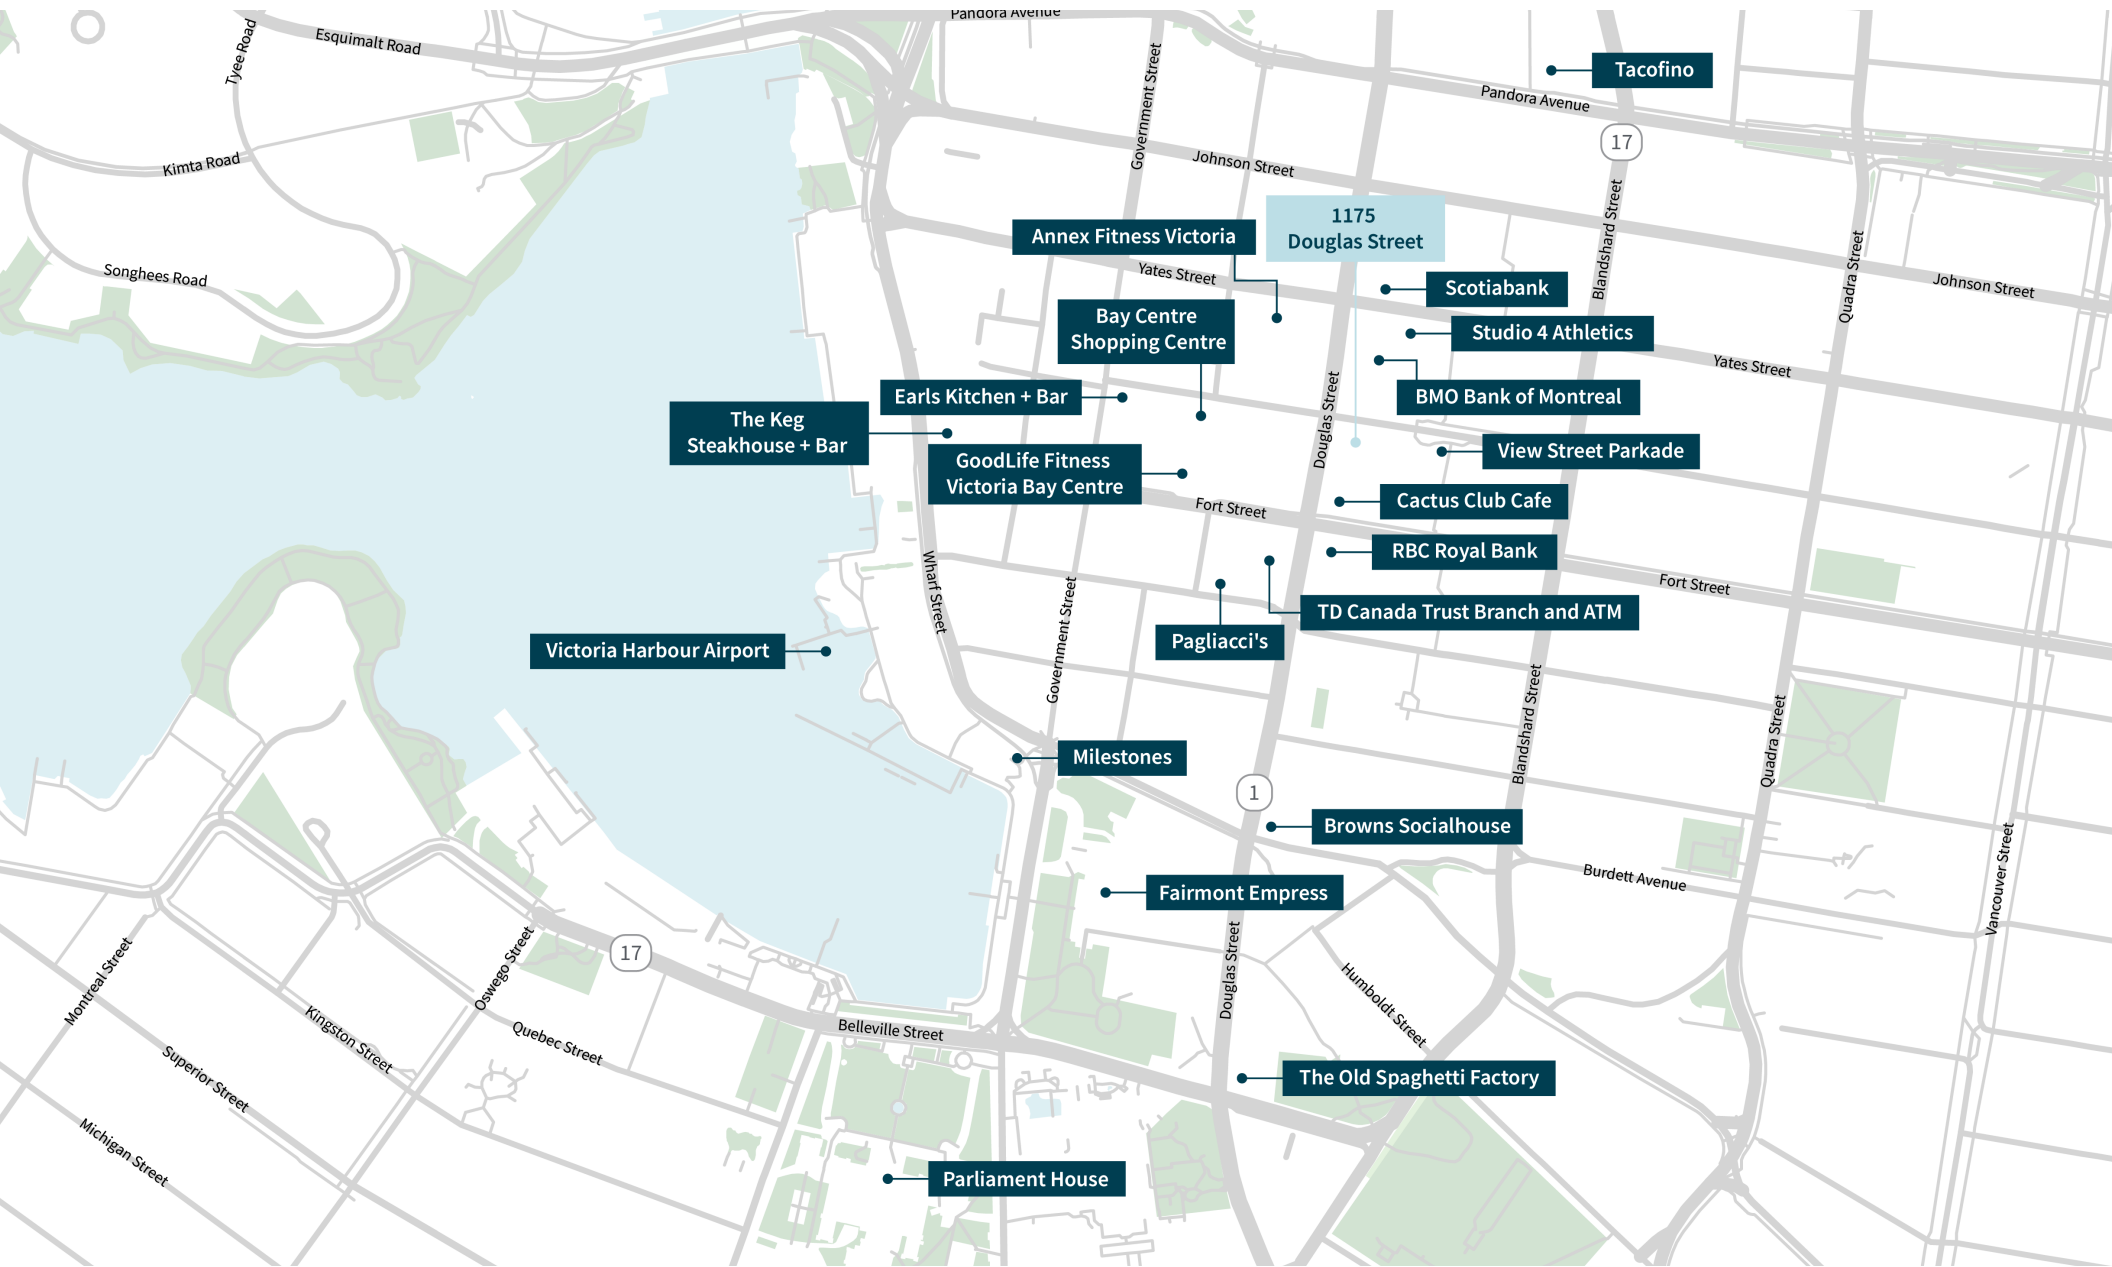 Pandora Avenue
Esquimalt Road
Tyee Road
Tacofino
Pandora Avenue
Government Street
17
Kimta Road
Johnson Street
1175
Douglas Street
Annex Fitness Victoria
Blandshard Street
Quadra Street
Songhees Road
Yates Street
Johnson Street
Scotiabank
Bay Centre
Shopping Centre
Studio 4 Athletics
Yates Street
Earls Kitchen + Bar
BMO Bank of Montreal
Douglas Street
The Keg
Steakhouse + Bar
View Street Parkade
GoodLife Fitness
Victoria Bay Centre
Cactus Club Cafe
Fort Street
RBC Royal Bank
Fort Street
Wharf Street
TD Canada Trust Branch and ATM
Government Street
Pagliacci's
Victoria Harbour Airport
Blandshard Street
Quadra Street
Milestones
1
Browns Socialhouse
Vancouver Street
Burdett Avenue
Fairmont Empress
17
Douglas Street
Montreal Street
Oswego Street
Humboldt Street
Belleville Street
Kingston Street
Quebec Street
Superior Street
The Old Spaghetti Factory
Michigan Street
Parliament House